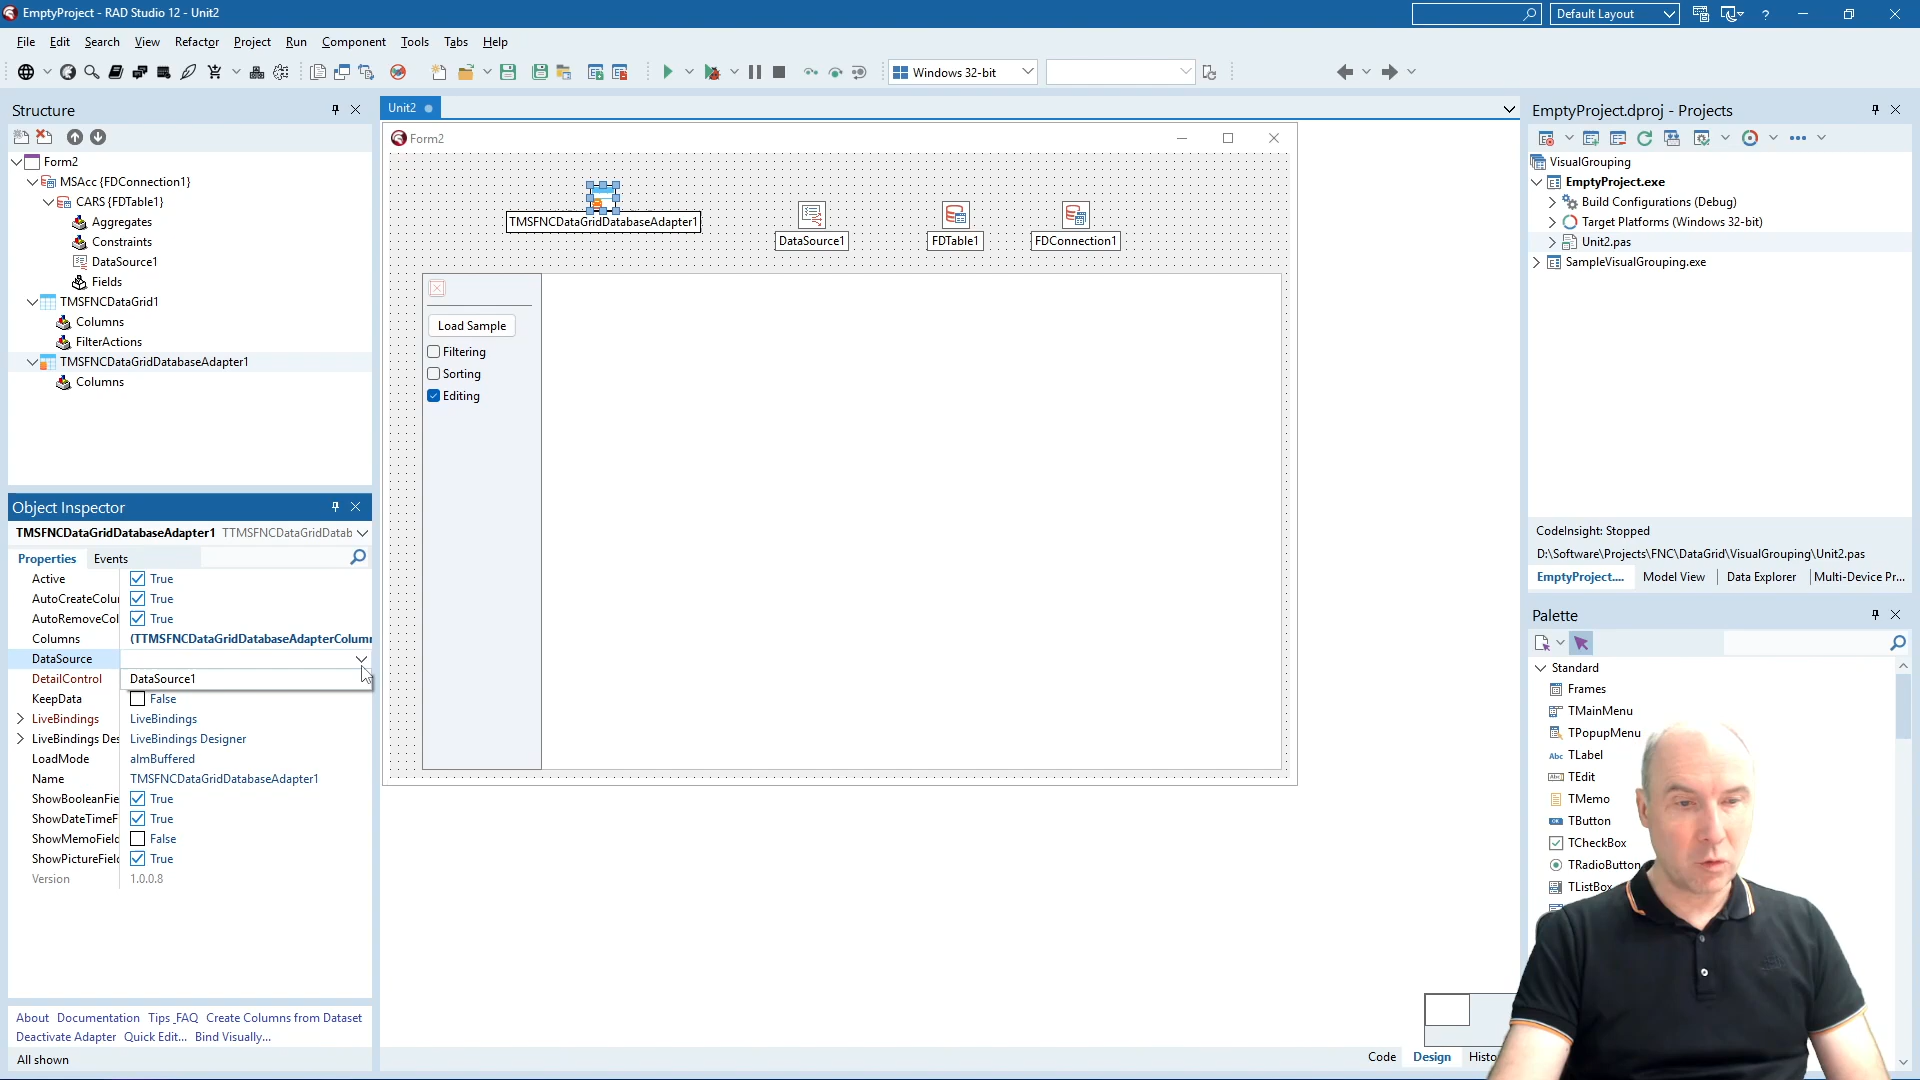 EmptyProject - RAD Studio 12 - Unit2
Default Layout
?
File Edit Search View Refactor Project Run Component Tools Tabs Help
Windows 32-bit
Structure
Form2
MSAcc {FDConnection1}
CARS {FDTable1}
Aggregates
Constraints
DataSource1
Fields
TMSFNCDataGrid1
Columns
FilterActions
TMSFNCDataGridDatabaseAdapter1
Columns
Object Inspector
TMSFNCDataGridDatabaseAdapter1 TTMSFNCDataGridDatab
Properties Events
Active True
AutoCreateColu True
AutoRemoveCol True
Columns (TTMSFNCDataGridDatabaseAdapterColumn
DataSource
DetailControl DataSource1
KeepData False
LiveBindings LiveBindings
LiveBindings Des LiveBindings Designer
LoadMode almBuffered
Name TMSFNCDataGridDatabaseAdapter1
ShowBooleanFie True
ShowDateTimeF True
ShowMemoField False
ShowPictureField True
Version 1.0.0.8
About Documentation Tips_FAQ Create Columns from Dataset
Deactivate Adapter Quick Edit... Bind Visually...
All shown
Unit2
Form2
TMSFNCDataGridDatabaseAdapter1
DataSource1
FDTable1
FDConnection1
Load Sample
Filtering
Sorting
Editing
Code Design Histo
EmptyProject.dproj - Projects
VisualGrouping
EmptyProject.exe
Build Configurations (Debug)
Target Platforms (Windows 32-bit)
Unit2.pas
SampleVisualGrouping.exe
CodeInsight: Stopped
D:\Software\Projects\FNC\DataGrid\VisualGrouping\Unit2.pas
EmptyProject.... Model View Data Explorer Multi-Device Pr...
Palette
Standard
Frames
TMainMenu
TPopupMenu
Abc TLabel
TEdit
TMemo
TButton
TCheckBox
TRadioButton
TListBox